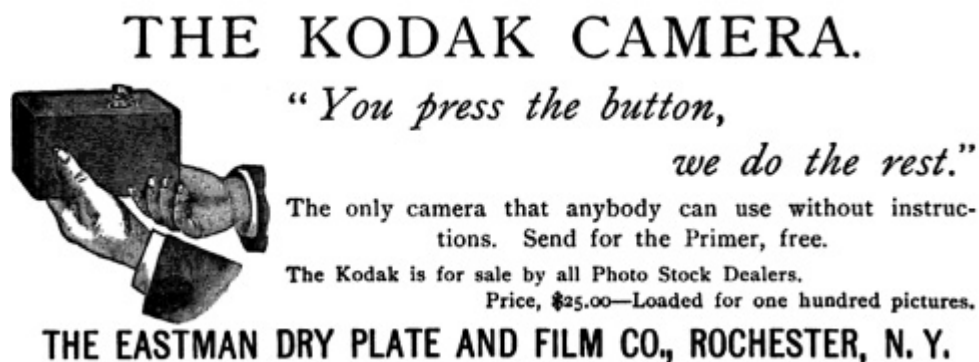 THE KODAK CAMERA.
“You press the button,
we do the rest.”
The only camera that anybody can use without instruc-
tions. Send for the Primer, free.
The Kodak is for sale by all Photo Stock Dealers.
Price, $25.00—Loaded for one hundred pictures.
THE EASTMAN DRY PLATE AND FILM CO., ROCHESTER, N. Y.